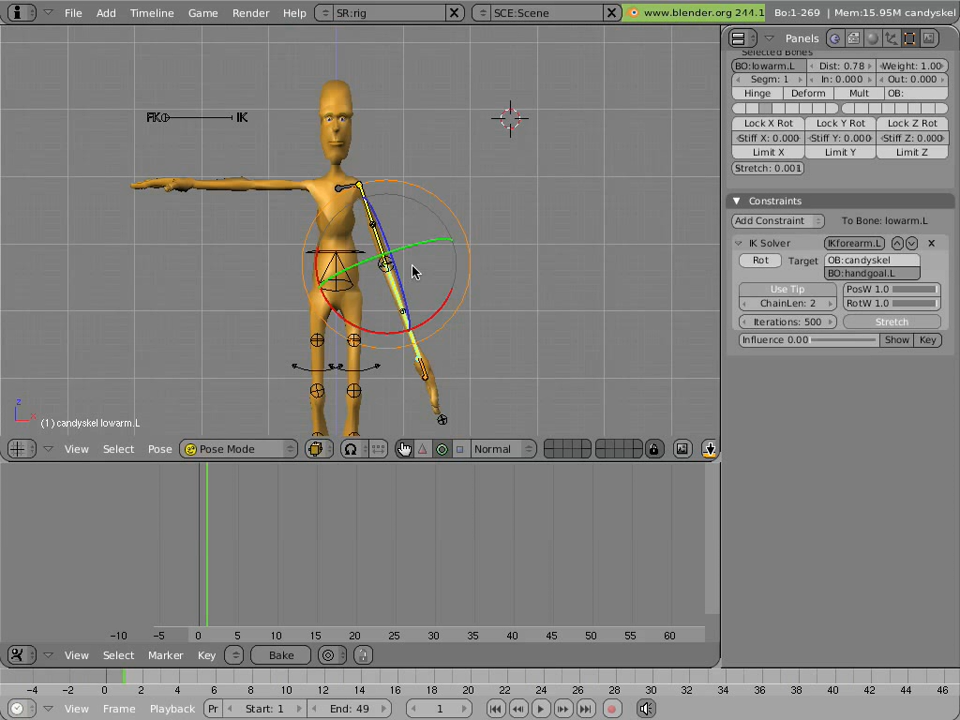 File Add Timeline Game Render Help SR:rig X SCE:Scene X www.blender.org 244.1 Bo:1-269 | Mem:15.95M candyskel
Panels
Selected Bones
BO:lowarm.L Dist: 0.78 Weight: 1.00
Segm: 1 In: 0.000 Out: 0.000
Hinge Deform Mult OB:
Lock X Rot Lock Y Rot Lock Z Rot
Stiff X: 0.000 Stiff Y: 0.000 Stiff Z: 0.000
Limit X Limit Y Limit Z
Stretch: 0.001
Constraints
Add Constraint To Bone: lowarm.L
IK Solver IKforearm.L X
Rot Target OB:candyskel
BO:handgoal.L
Use Tip PosW 1.0
ChainLen: 2 RotW 1.0
Iterations: 500 Stretch
Influence 0.00 Show Key
FK IK
z
x
(1) candyskel lowarm.L
View Select Pose Pose Mode Normal
-10 -5 0 5 10 15 20 25 30 35 40 45 50 55 60
View Select Marker Key Bake
-4 -2 0 2 4 6 8 10 12 14 16 18 20 22 24 26 28 30 32 34 36 38 40 42 44 46
View Frame Playback Pr Start: 1 End: 49 1